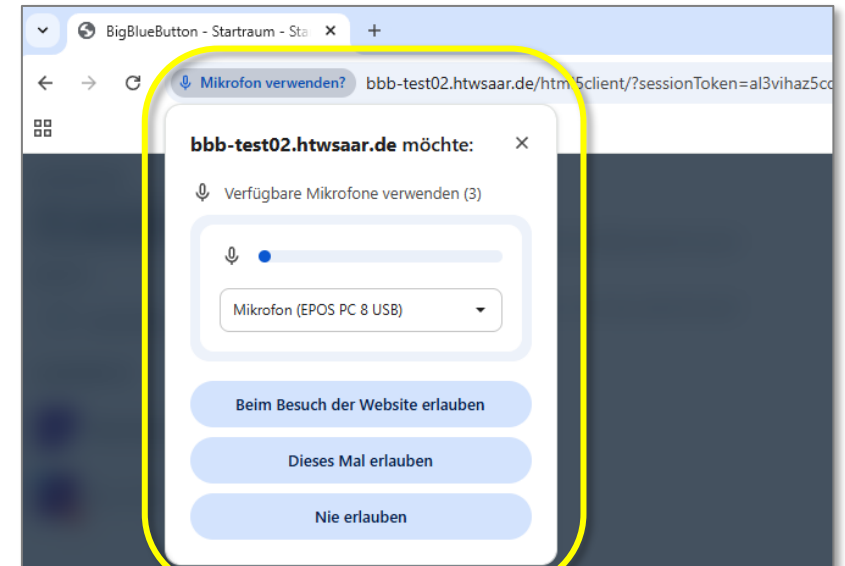 BigBlueButton - Startraum - Sta
Mikrofon verwenden?
bbb-test02.htwsaar.de/html5client/?sessionToken=al3vihaz5cc
bbb-test02.htwsaar.de möchte:
Verfügbare Mikrofone verwenden (3)
Mikrofon (EPOS PC 8 USB)
Beim Besuch der Website erlauben
Dieses Mal erlauben
Nie erlauben